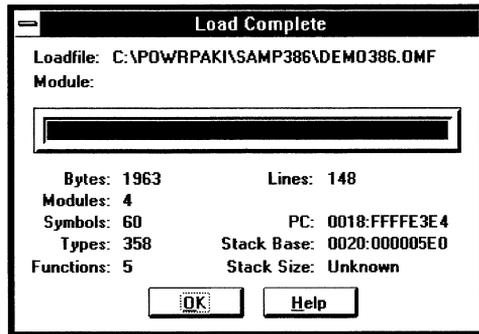 Load Complete
Loadfile: C:\POWRPAKI\SAMP386\DEMO386.OMF
Module:
Bytes: 1963 Lines: 148
Modules: 4
Symbols: 60 PC: 0018:FFFFE3E4
Types: 358 Stack Base: 0020:000005E0
Functions: 5 Stack Size: Unknown
OK Help